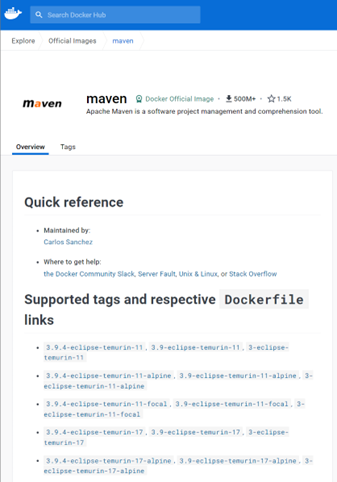 Search Docker Hub
Explore Official Images maven
maven
maven Docker Official Image · 500M+ · 1.5K
Apache Maven is a software project management and comprehension tool.
Overview Tags
Quick reference
• Maintained by:
Carlos Sanchez
• Where to get help:
the Docker Community Slack, Server Fault, Unix & Linux, or Stack Overflow
Supported tags and respective Dockerfile
links
• 3.9.4-eclipse-temurin-11, 3.9-eclipse-temurin-11, 3-eclipse-
temurin-11
• 3.9.4-eclipse-temurin-11-alpine, 3.9-eclipse-temurin-11-alpine, 3-
eclipse-temurin-11-alpine
• 3.9.4-eclipse-temurin-11-focal, 3.9-eclipse-temurin-11-focal, 3-
eclipse-temurin-11-focal
• 3.9.4-eclipse-temurin-17, 3.9-eclipse-temurin-17, 3-eclipse-
temurin-17
• 3.9.4-eclipse-temurin-17-alpine, 3.9-eclipse-temurin-17-alpine, 3-
eclipse-temurin-17-alpine